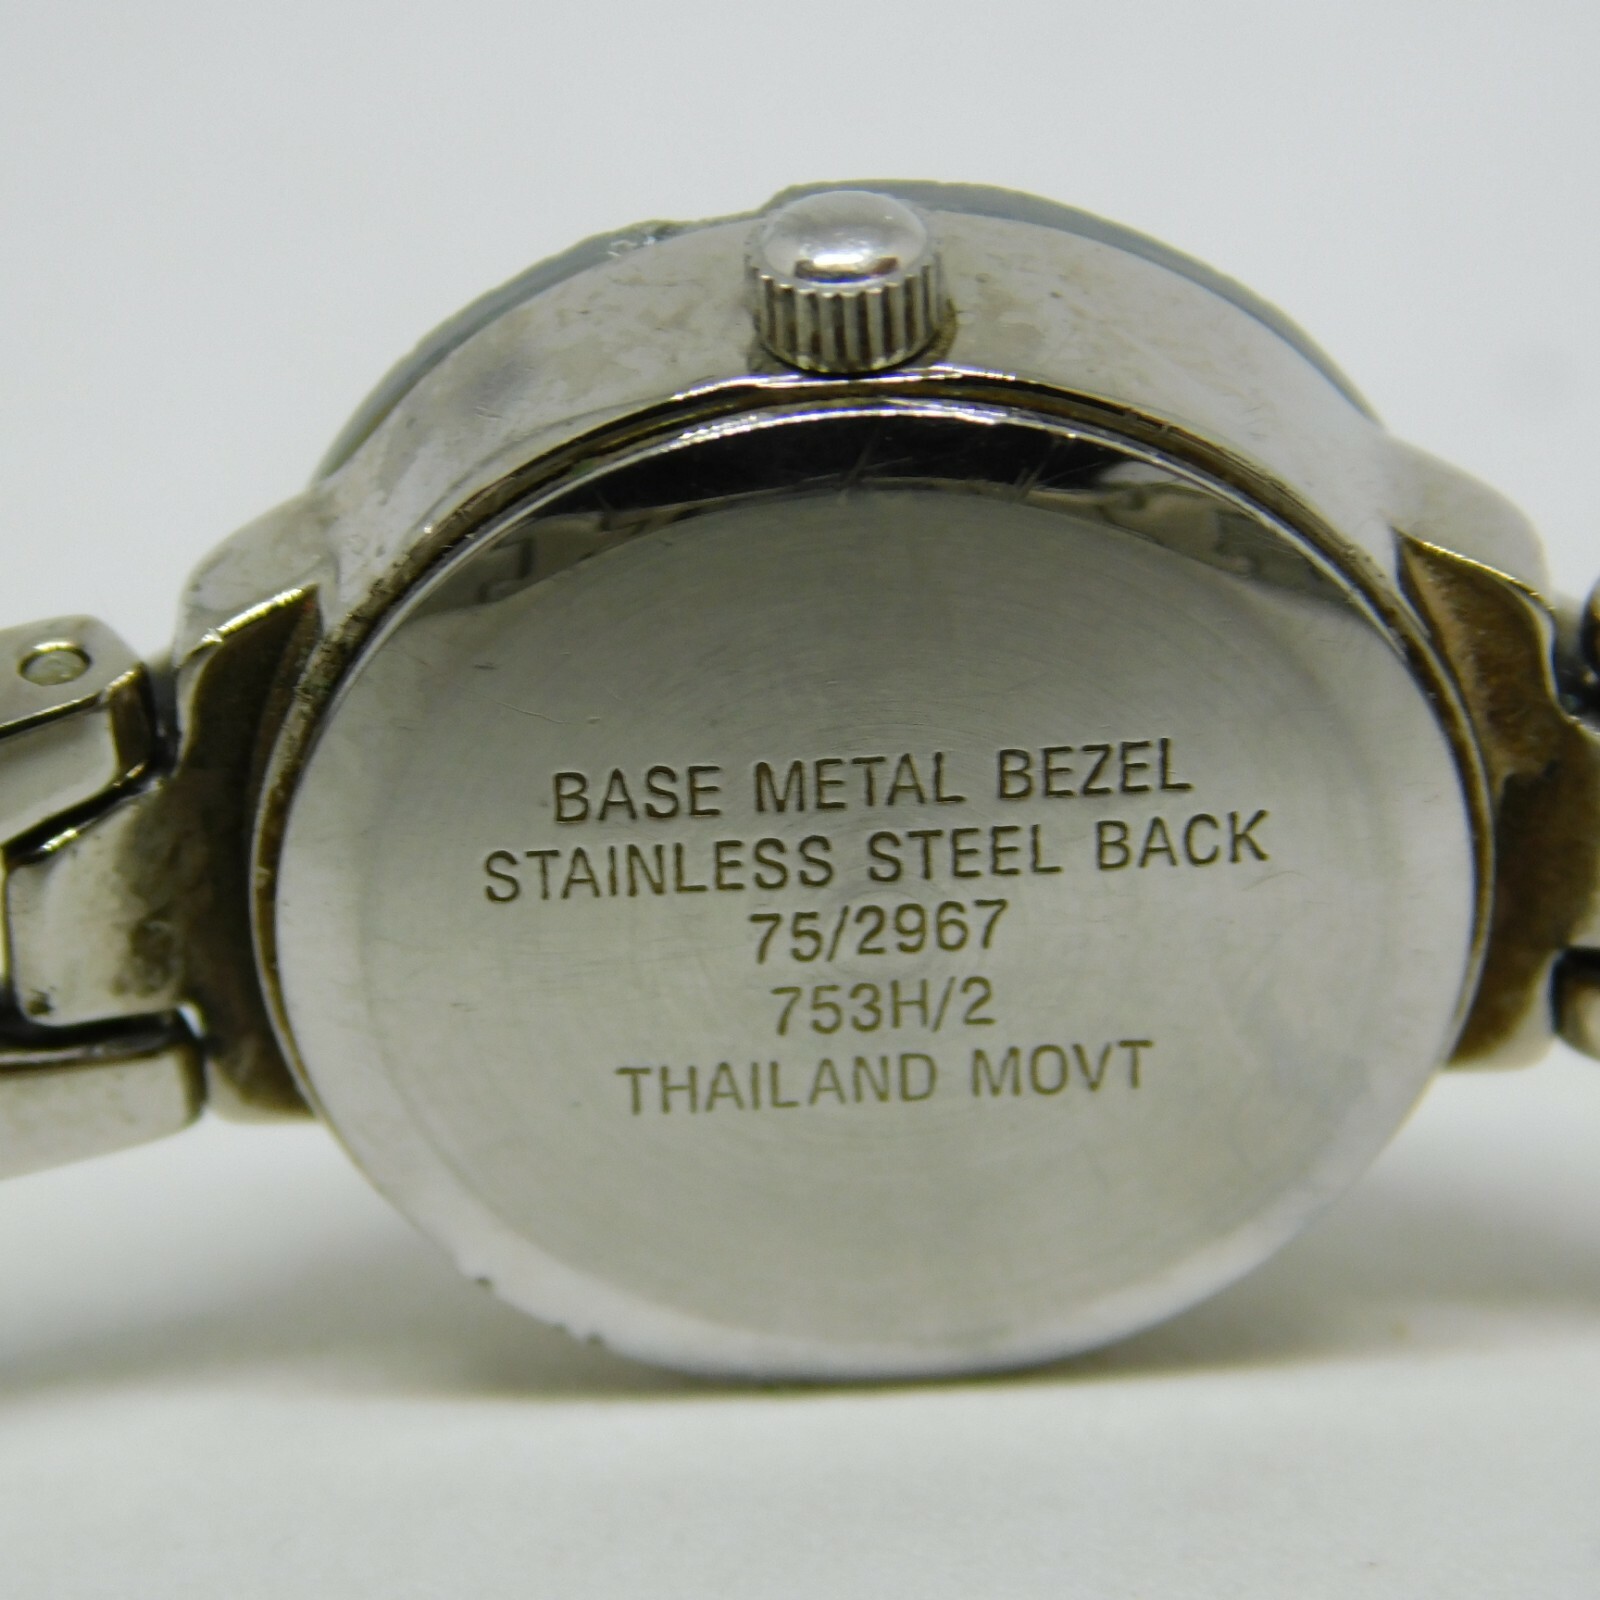 BASE METAL BEZEL
STAINLESS STEEL BACK
75/2967
753H/2
THAILAND MOVT